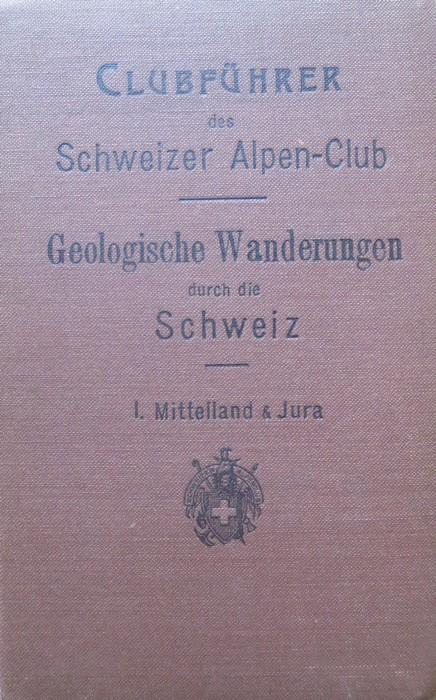 CLUBFÜHRER
des
Schweizer Alpen-Club
Geologische Wanderungen
durch die
Schweiz
I. Mittelland & Jura